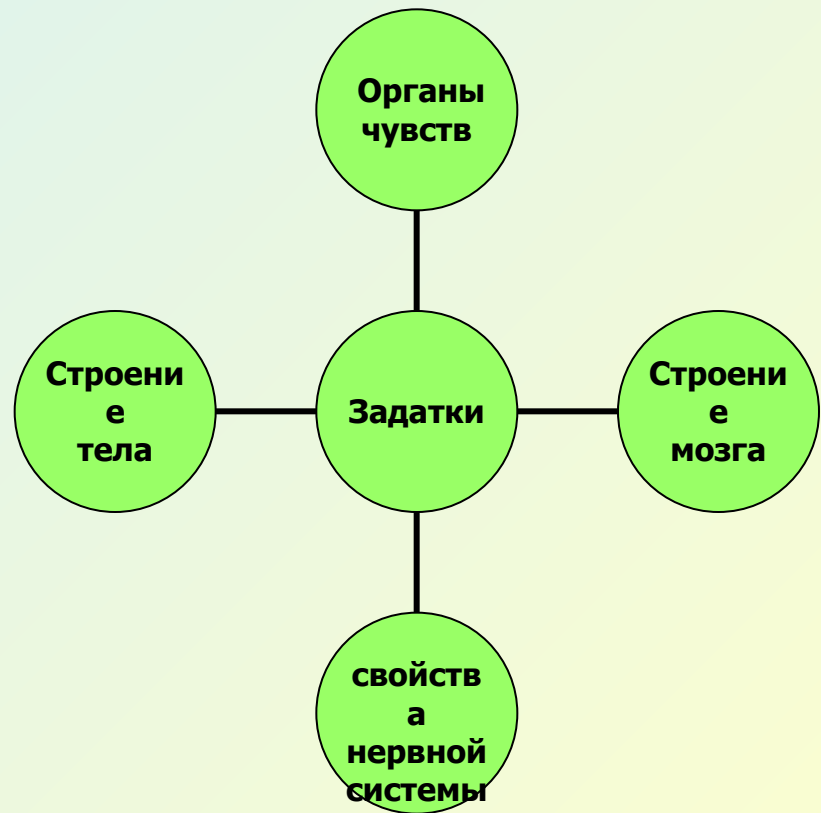 Органы
чувств
Строени
е
тела
Задатки
Строени
е
мозга
свойств
а
нервной
системы